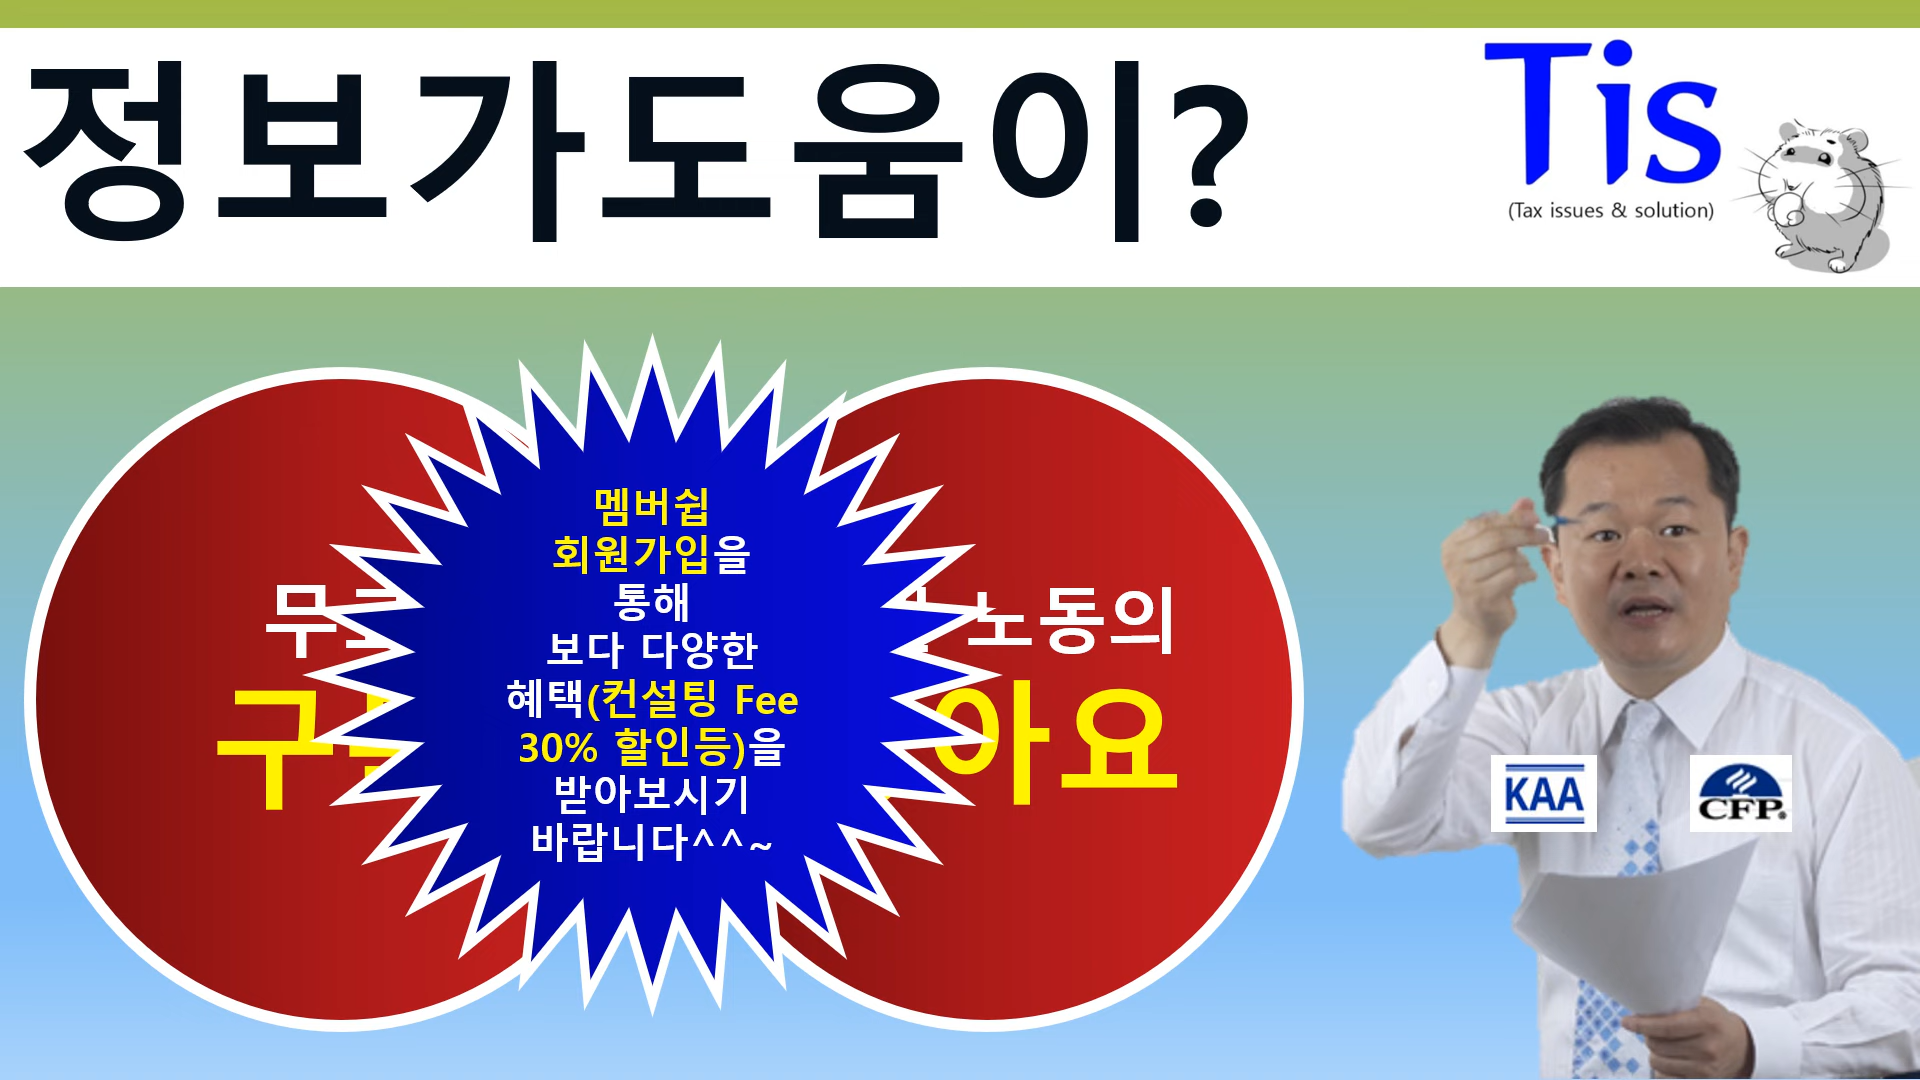 정보가도움이?
Tis
(Tax issues & solution)
멤버쉽
회원가입을
통해
보다 다양한
혜택(컨설팅 Fee
30% 할인등)을
받아보시기
바랍니다^^~
노동의
아요
KAA
CFP®